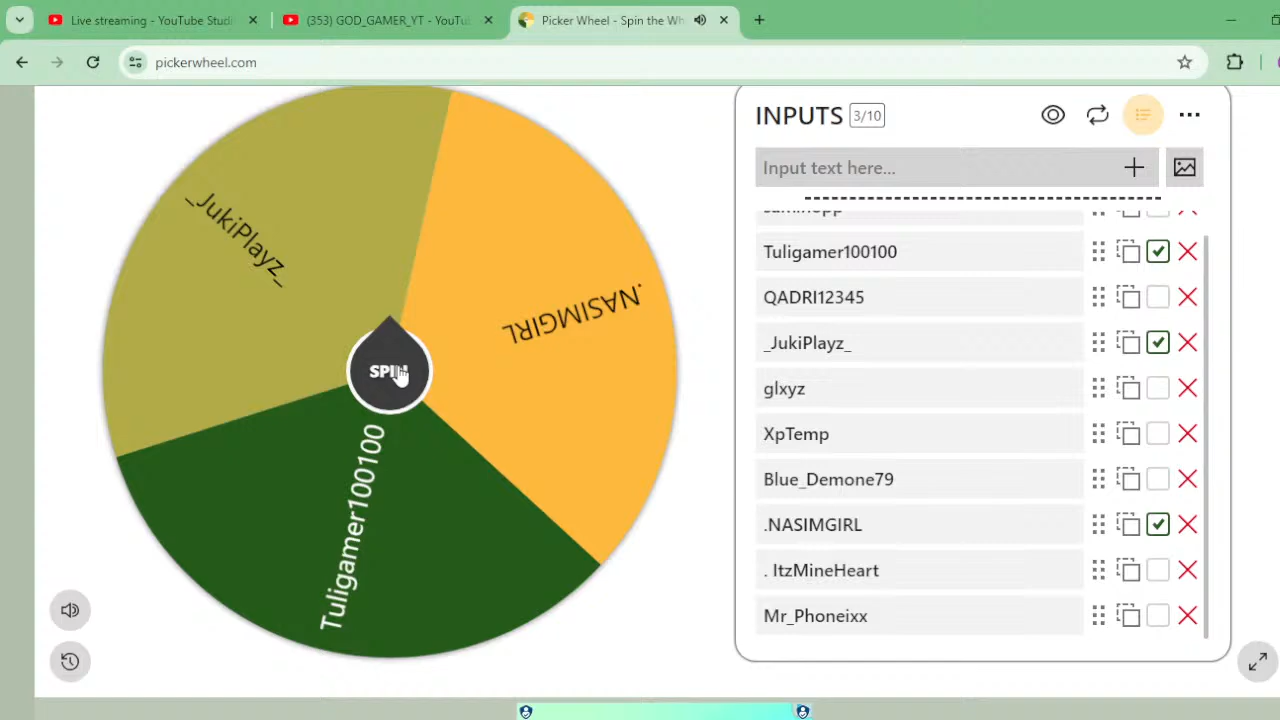 Live streaming - YouTube Studi
(353) GOD_GAMER_YT - YouTu
Picker Wheel - Spin the Wh
pickerwheel.com
INPUTS 3/10
Input text here...
Tuligamer100100
QADRI12345
_JukiPlayz_
glxyz
XpTemp
Blue_Demone79
.NASIMGIRL
. ItzMineHeart
Mr_Phoneixx
_JukiPlayz_
.NASIMGIRL
SPIN
Tuligamer100100